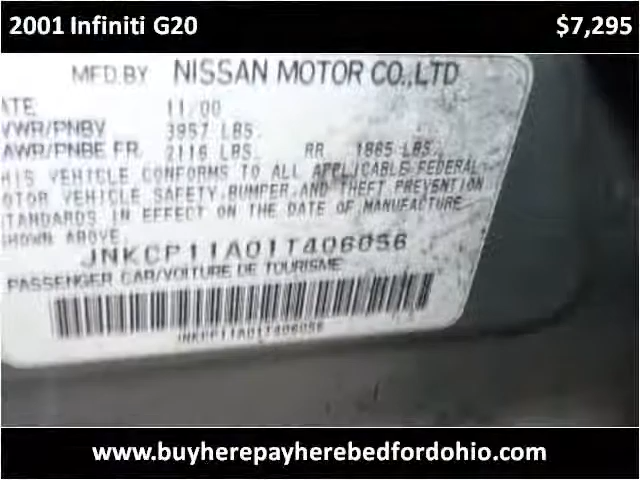 2001 Infiniti G20 $7,295
MFD.BY NISSAN MOTOR CO.,LTD
ATE 11/00
VWR/PNBV 3957 LBS.
AWR/PNBE FR. 2116 LBS. RR 1865 LBS.
HIS VEHICLE CONFORMS TO ALL APPLICABLE FEDERAL
OTOR VEHICLE SAFETY,BUMPER,AND THEFT PREVENTION
TANDARDS IN EFFECT ON THE DATE OF MANUFACTURE
SHOWN ABOVE.
JNKCP11A01T406056
PASSENGER CAR/VOITURE DE TOURISME
JNKCP11A01T406056
www.buyherepayherebedfordohio.com